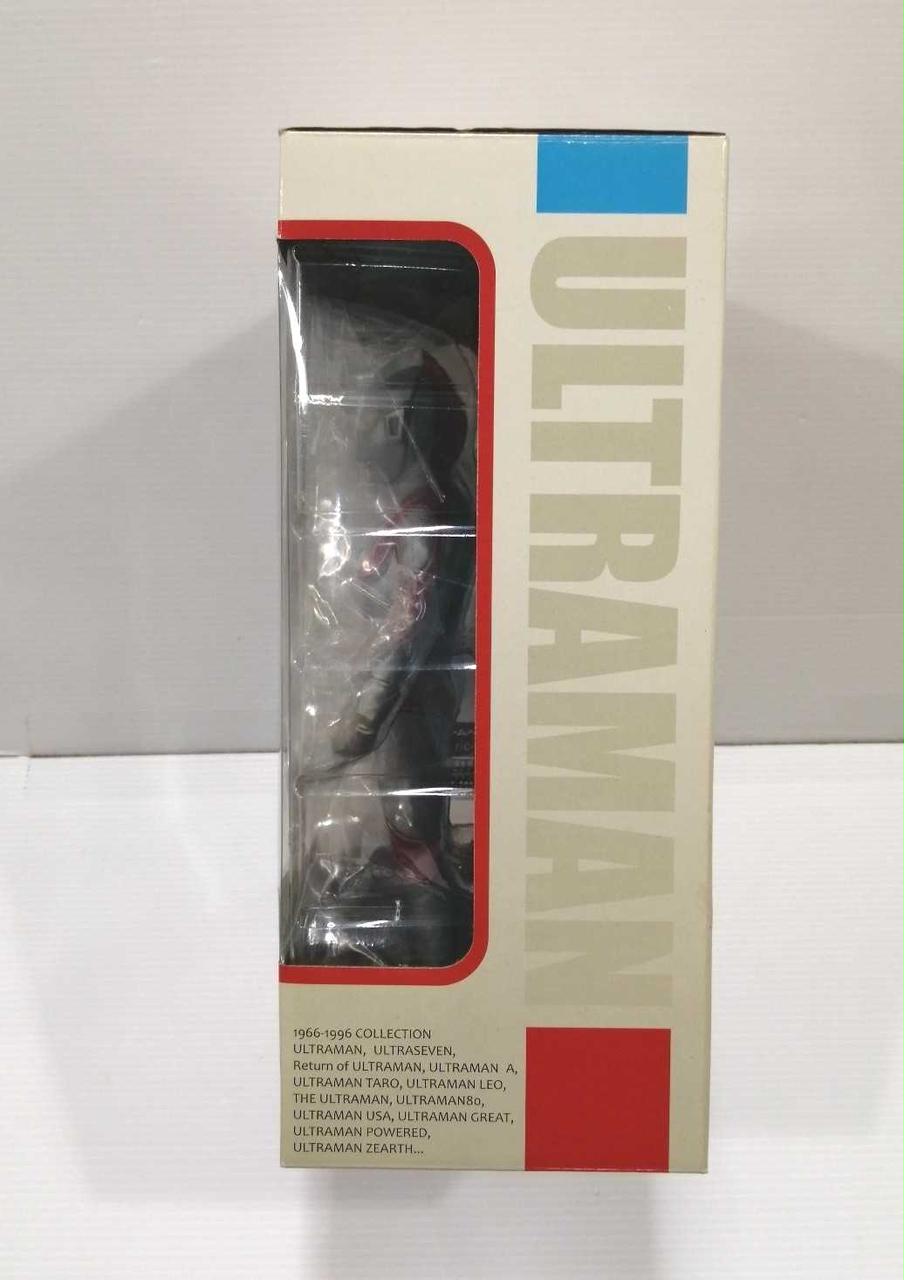 ULTRAMAN
1966-1996 COLLECTION
ULTRAMAN, ULTRASEVEN,
Return of ULTRAMAN, ULTRAMAN A,
ULTRAMAN TARO, ULTRAMAN LEO,
THE ULTRAMAN, ULTRAMAN80,
ULTRAMAN USA, ULTRAMAN GREAT,
ULTRAMAN POWERED,
ULTRAMAN ZEARTH...